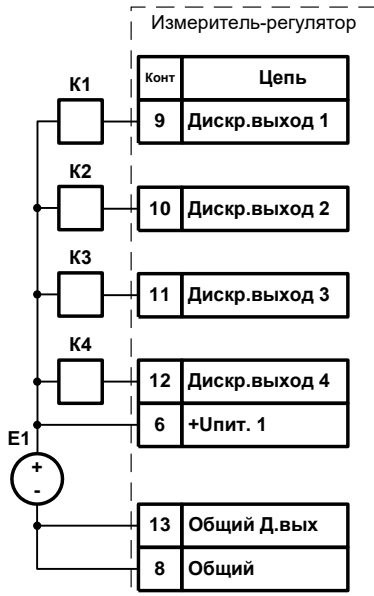 Измеритель-регулятор
Конт Цепь
К1
9 Дискр.выход 1
К2
10 Дискр.выход 2
К3
11 Дискр.выход 3
К4
12 Дискр.выход 4
6 +Uпит. 1
E1
+
-
13 Общий Д.вых
8 Общий